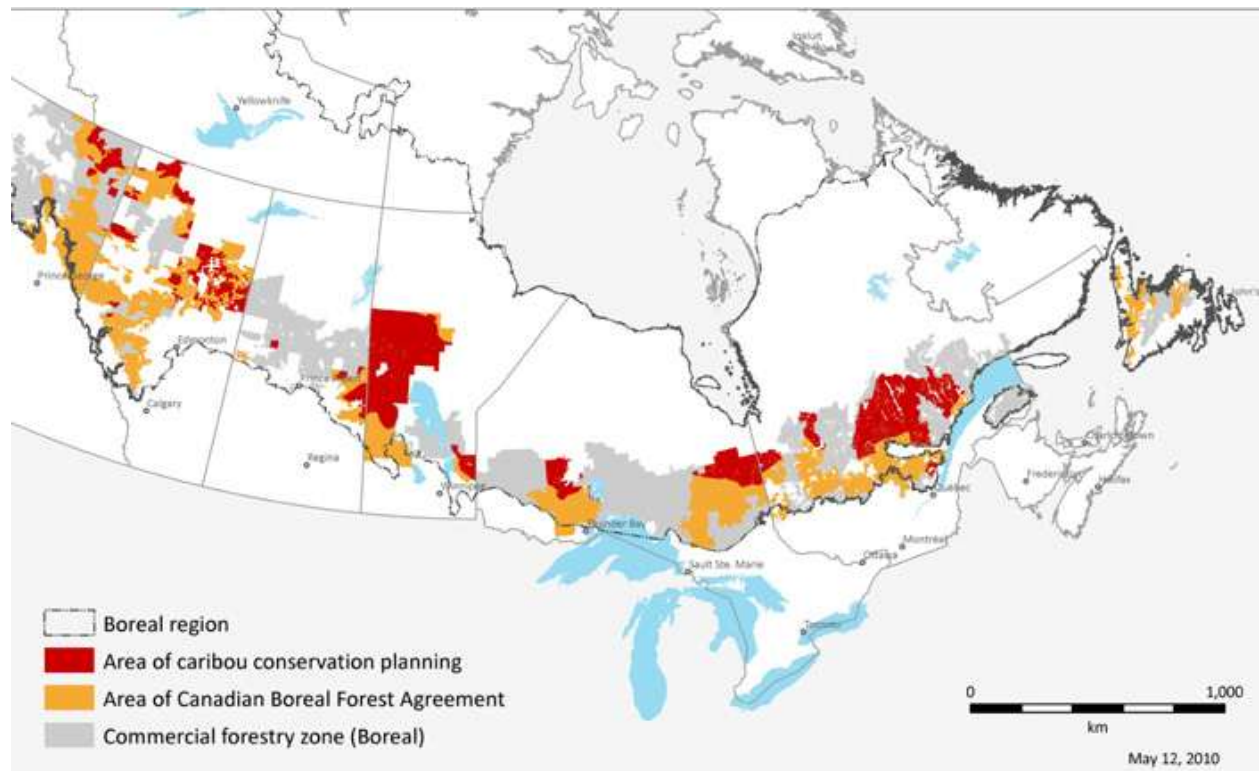 Iqaluit
Yellowknife
Prince George
Edmonton
Calgary
Regina
Québec
Fredericton
Halifax
Montréal
Ottawa
Thunder Bay
Sault Ste. Marie
Toronto
Boreal region
Area of caribou conservation planning
Area of Canadian Boreal Forest Agreement
Commercial forestry zone (Boreal)
0 1,000
km
May 12, 2010